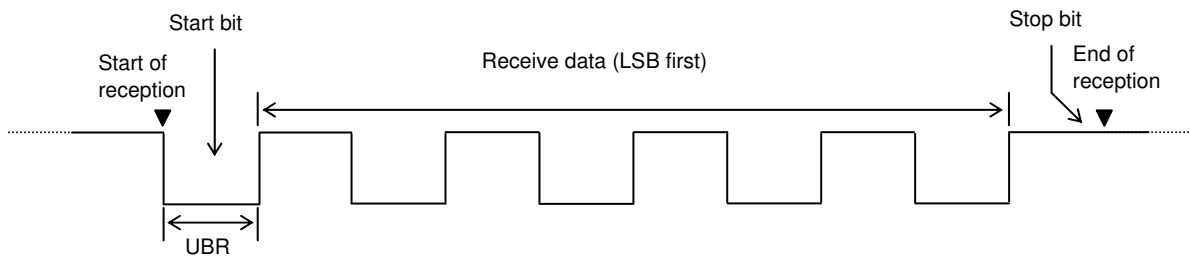 Start bit
Stop bit
Start of
reception
Receive data (LSB first)
End of
reception
UBR